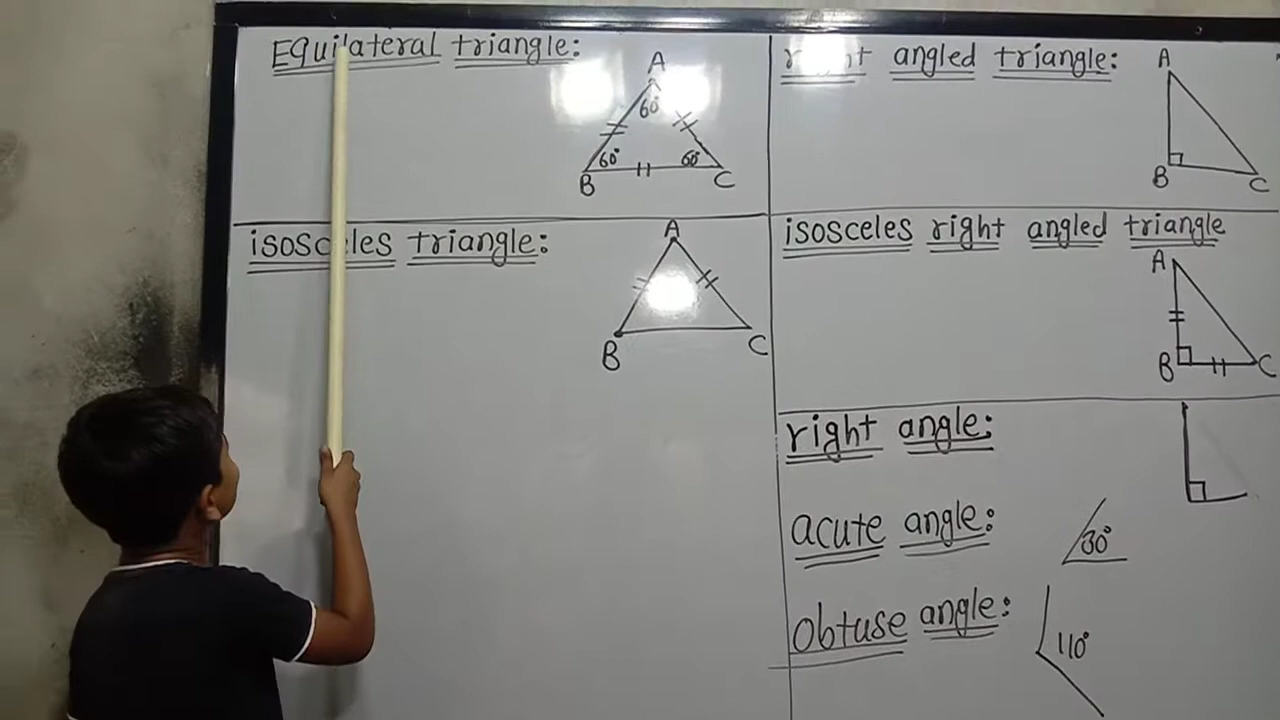 Equilateral triangle:
A
60°
60° 60°
B C
isosceles triangle:
A
B C
angled triangle:
A
B
C
isosceles right angled triangle
A
B C
right angle:
acute angle:
30°
Obtuse angle:
110°